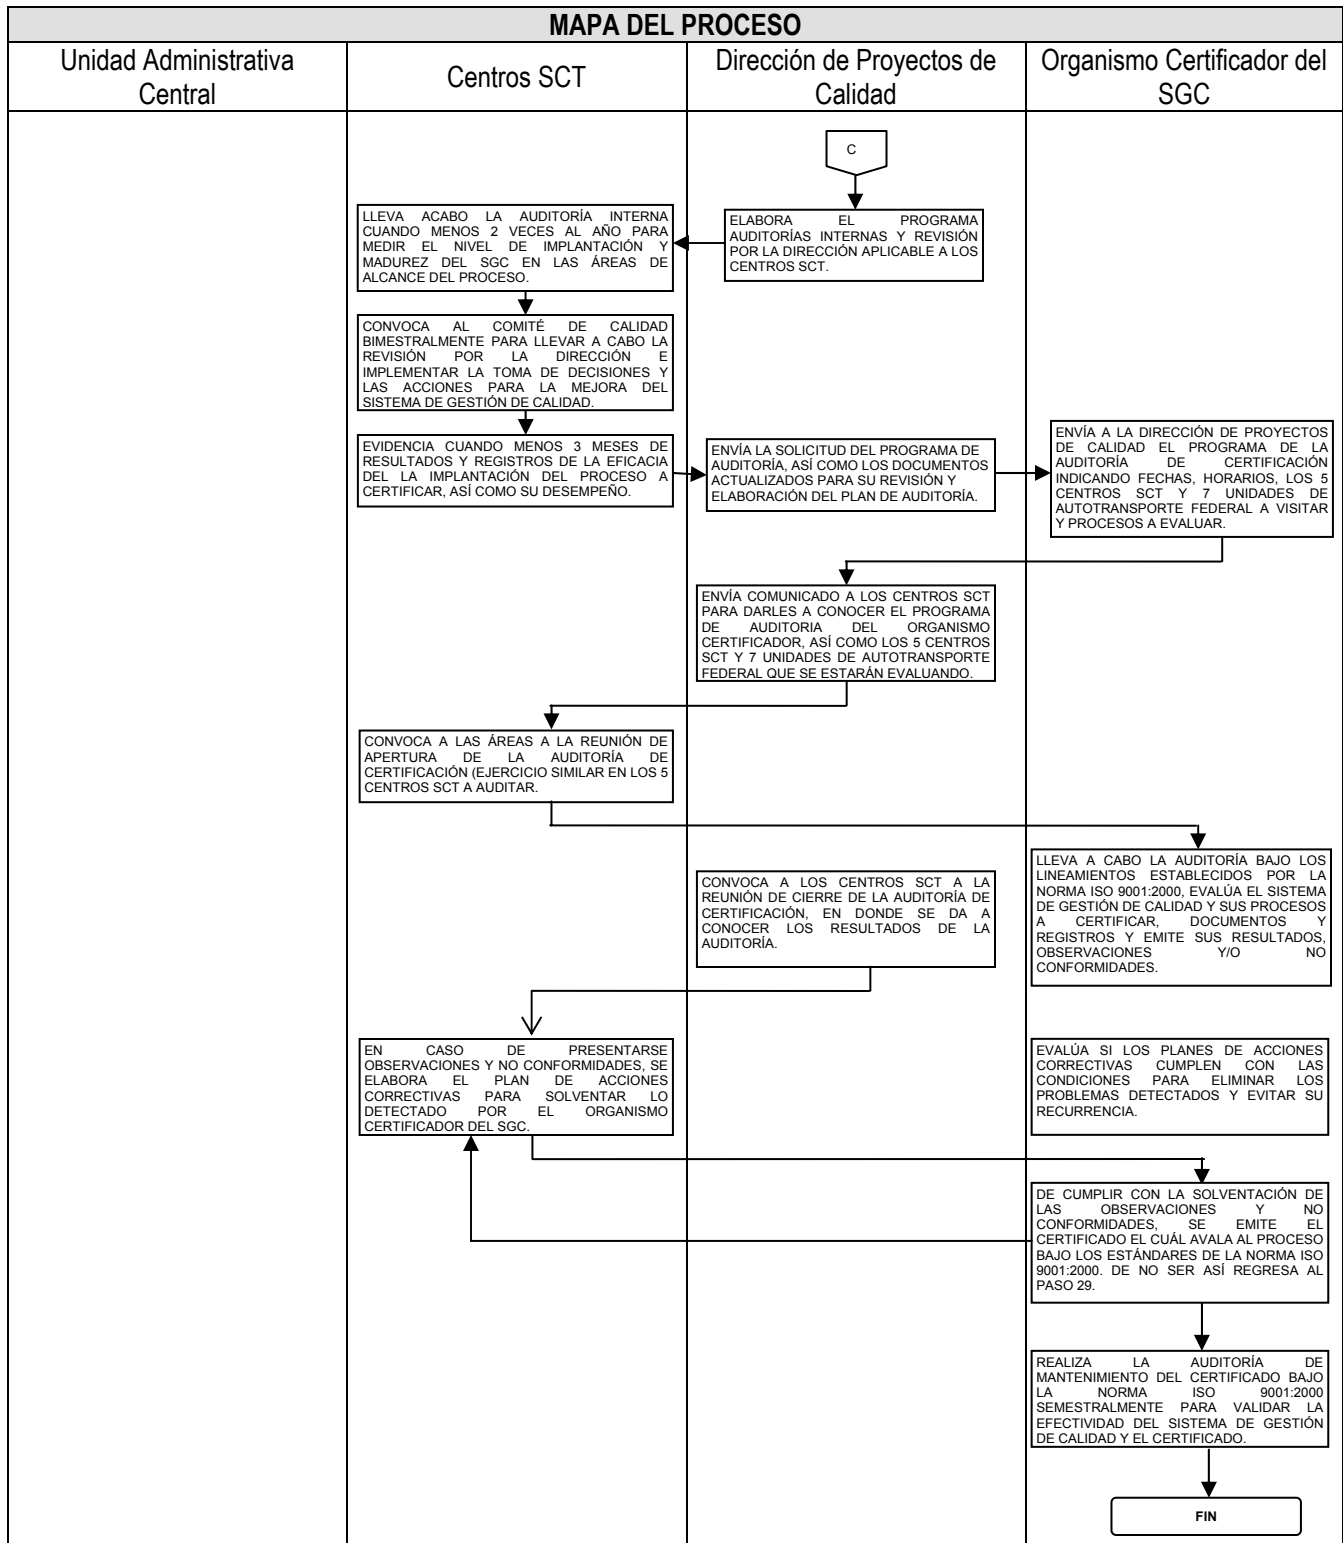 MAPA DEL PROCESO
Unidad Administrativa
Central
Centros SCT
Dirección de Proyectos de
Calidad
Organismo Certificador del
SGC
C
ELABORA EL PROGRAMA
AUDITORÍAS INTERNAS Y REVISIÓN
POR LA DIRECCIÓN APLICABLE A LOS
CENTROS SCT.
LLEVA ACABO LA AUDITORÍA INTERNA
CUANDO MENOS 2 VECES AL AÑO PARA
MEDIR EL NIVEL DE IMPLANTACIÓN Y
MADUREZ DEL SGC EN LAS ÁREAS DE
ALCANCE DEL PROCESO.
CONVOCA AL COMITÉ DE CALIDAD
BIMESTRALMENTE PARA LLEVAR A CABO LA
REVISIÓN POR LA DIRECCIÓN E
IMPLEMENTAR LA TOMA DE DECISIONES Y
LAS ACCIONES PARA LA MEJORA DEL
SISTEMA DE GESTIÓN DE CALIDAD.
EVIDENCIA CUANDO MENOS 3 MESES DE
RESULTADOS Y REGISTROS DE LA EFICACIA
DEL LA IMPLANTACIÓN DEL PROCESO A
CERTIFICAR, ASÍ COMO SU DESEMPEÑO.
ENVÍA LA SOLICITUD DEL PROGRAMA DE
AUDITORÍA, ASÍ COMO LOS DOCUMENTOS
ACTUALIZADOS PARA SU REVISIÓN Y
ELABORACIÓN DEL PLAN DE AUDITORÍA.
ENVÍA A LA DIRECCIÓN DE PROYECTOS
DE CALIDAD EL PROGRAMA DE LA
AUDITORÍA DE CERTIFICACIÓN
INDICANDO FECHAS, HORARIOS, LOS 5
CENTROS SCT Y 7 UNIDADES DE
AUTOTRANSPORTE FEDERAL A VISITAR
Y PROCESOS A EVALUAR.
ENVÍA COMUNICADO A LOS CENTROS SCT
PARA DARLES A CONOCER EL PROGRAMA
DE AUDITORIA DEL ORGANISMO
CERTIFICADOR, ASÍ COMO LOS 5 CENTROS
SCT Y 7 UNIDADES DE AUTOTRANSPORTE
FEDERAL QUE SE ESTARÁN EVALUANDO.
CONVOCA A LAS ÁREAS A LA REUNIÓN DE
APERTURA DE LA AUDITORÍA DE
CERTIFICACIÓN (EJERCICIO SIMILAR EN LOS 5
CENTROS SCT A AUDITAR.
LLEVA A CABO LA AUDITORÍA BAJO LOS
LINEAMIENTOS ESTABLECIDOS POR LA
NORMA ISO 9001:2000, EVALÚA EL SISTEMA
DE GESTIÓN DE CALIDAD Y SUS PROCESOS
A CERTIFICAR, DOCUMENTOS Y
REGISTROS Y EMITE SUS RESULTADOS,
OBSERVACIONES Y/O NO
CONFORMIDADES.
CONVOCA A LOS CENTROS SCT A LA
REUNIÓN DE CIERRE DE LA AUDITORÍA DE
CERTIFICACIÓN, EN DONDE SE DA A
CONOCER LOS RESULTADOS DE LA
AUDITORÍA.
EN CASO DE PRESENTARSE
OBSERVACIONES Y NO CONFORMIDADES, SE
ELABORA EL PLAN DE ACCIONES
CORRECTIVAS PARA SOLVENTAR LO
DETECTADO POR EL ORGANISMO
CERTIFICADOR DEL SGC.
EVALÚA SI LOS PLANES DE ACCIONES
CORRECTIVAS CUMPLEN CON LAS
CONDICIONES PARA ELIMINAR LOS
PROBLEMAS DETECTADOS Y EVITAR SU
RECURRENCIA.
DE CUMPLIR CON LA SOLVENTACIÓN DE
LAS OBSERVACIONES Y NO
CONFORMIDADES, SE EMITE EL
CERTIFICADO EL CUÁL AVALA AL PROCESO
BAJO LOS ESTÁNDARES DE LA NORMA ISO
9001:2000. DE NO SER ASÍ REGRESA AL
PASO 29.
REALIZA LA AUDITORÍA DE
MANTENIMIENTO DEL CERTIFICADO BAJO
LA NORMA ISO 9001:2000
SEMESTRALMENTE PARA VALIDAR LA
EFECTIVIDAD DEL SISTEMA DE GESTIÓN
DE CALIDAD Y EL CERTIFICADO.
FIN